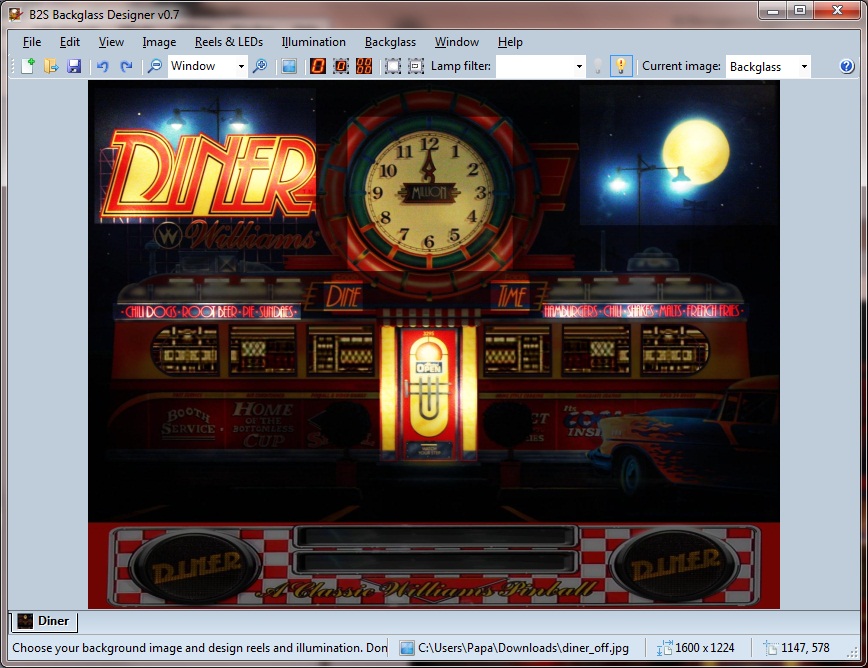 B2S Backglass Designer v0.7
File Edit View Image Reels & LEDs Illumination Backglass Window Help
Window Lamp filter: Current image: Backglass
DINER
W Williams
11 12 1
10 2
9 MILLION 3
8 4
7 6 5
DINE TIME
·CHILI DOGS·ROOT BEER·PIE·SUNDAES·
HAMBURGERS·CHILI·SHAKES·MALTS·FRENCH FRIES
OPEN
BOOTH SERVICE
HOME OF THE BOTTOMLESS CUP
INSI
DINER DINER
A Classic Williams Pinball
Diner
Choose your background image and design reels and illumination. Don
C:\Users\Papa\Downloads\diner_off.jpg
1600 x 1224
1147, 578